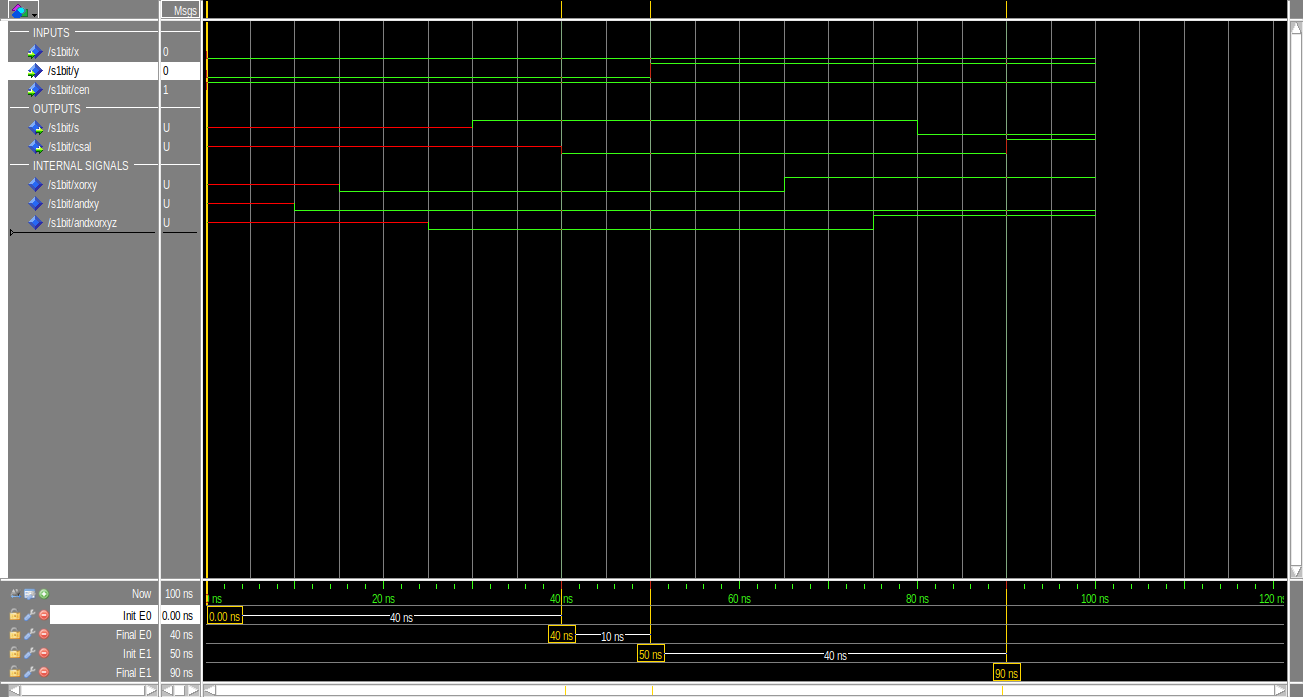 Msgs
INPUTS
/s1bit/x 0
/s1bit/y 0
/s1bit/cen 1
OUTPUTS
/s1bit/s U
/s1bit/csal U
INTERNAL SIGNALS
/s1bit/xorxy U
/s1bit/andxy U
/s1bit/andxorxyz U
Now 100 ns ns 20 ns 40 ns 60 ns 80 ns 100 ns 120 n
Init E0 0.00 ns 0.00 ns 40 ns
Final E0 40 ns 40 ns 10 ns
Init E1 50 ns 50 ns 40 ns
Final E1 90 ns 90 ns